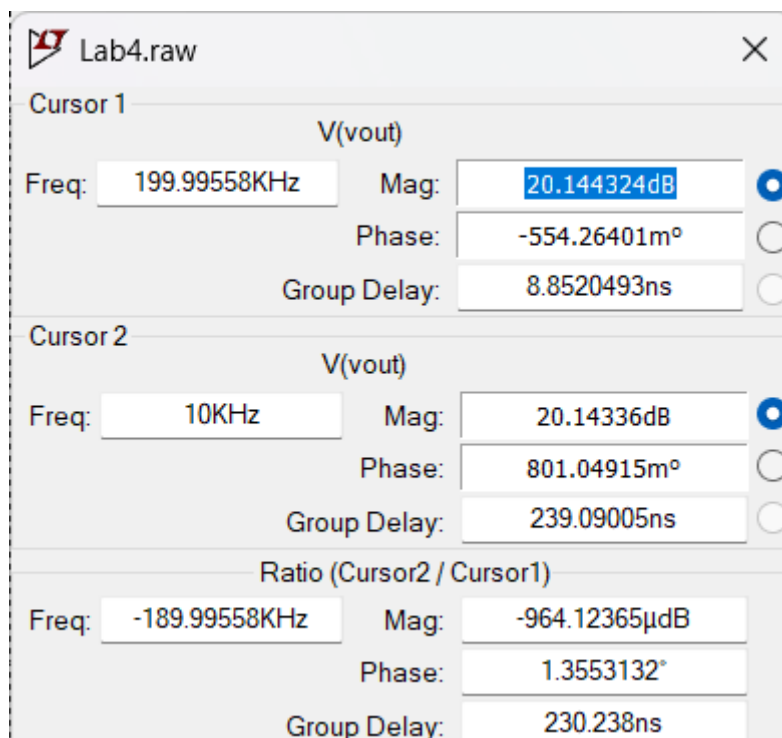 Lab4.raw
Cursor 1
V(vout)
Freq: 199.99558KHz Mag: 20.144324dB
Phase: -554.26401mº
Group Delay: 8.8520493ns
Cursor 2
V(vout)
Freq: 10KHz Mag: 20.14336dB
Phase: 801.04915mº
Group Delay: 239.09005ns
Ratio (Cursor2 / Cursor1)
Freq: -189.99558KHz Mag: -964.12365µdB
Phase: 1.3553132°
Group Delay: 230.238ns